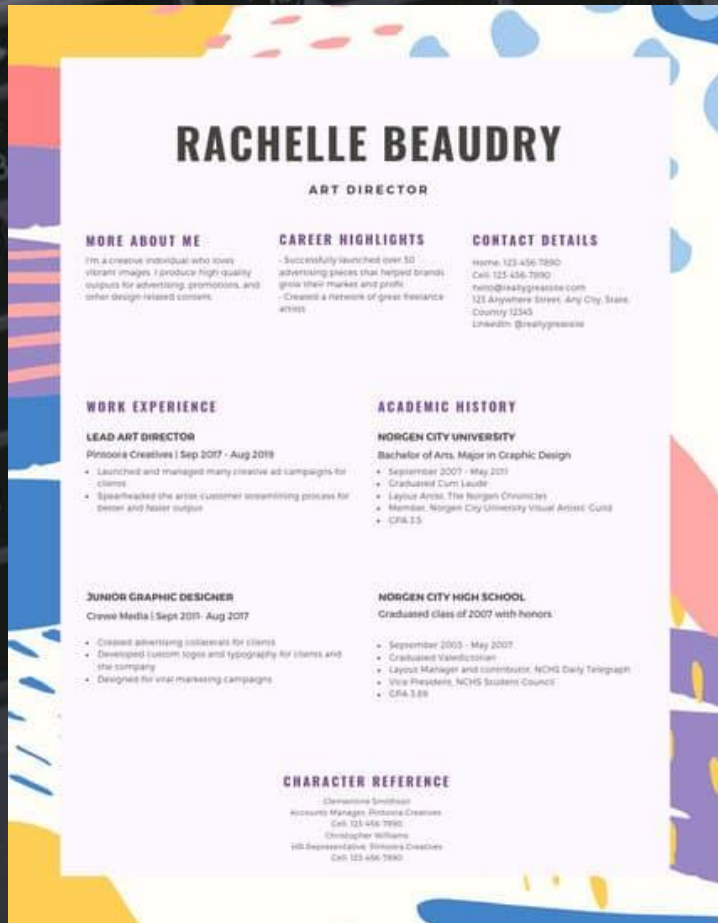 RACHELLE BEAUDRY
ART DIRECTOR
MORE ABOUT ME
I'm a creative individual who loves
vibrant images. I produce high-quality
outputs for advertising, promotions, and
other design-related content.
CAREER HIGHLIGHTS
- Successfully launched over 50
advertising pieces that helped brands
grow their market and profit
- Created a network of great freelance
artists
CONTACT DETAILS
Home: 123-456-7890
Cell: 123-456-7890
hello@reallygreatsite.com
123 Anywhere Street, Any City, State,
Country 12345
LinkedIn: @reallygreatsite
WORK EXPERIENCE
LEAD ART DIRECTOR
Pintoora Creatives | Sep 2017 - Aug 2019
• Launched and managed many creative ad campaigns for
clients
• Spearheaded the artist-customer streamlining process for
better and faster output
JUNIOR GRAPHIC DESIGNER
Crewe Media | Sept 2011- Aug 2017
• Created advertising collaterals for clients
• Developed custom logos and typography for clients and
the company
• Designed for viral marketing campaigns
ACADEMIC HISTORY
NORGEN CITY UNIVERSITY
Bachelor of Arts, Major in Graphic Design
• September 2007 - May 2011
• Graduated Cum Laude
• Layout Artist, The Norgen Chronicles
• Member, Norgen City University Visual Artists' Guild
• GPA 3.5
NORGEN CITY HIGH SCHOOL
Graduated class of 2007 with honors
• September 2003 - May 2007
• Graduated Valedictorian
• Layout Manager and contributor, NCHS Daily Telegraph
• Vice President, NCHS Student Council
• GPA 3.89
CHARACTER REFERENCE
Clementine Smithson
Accounts Manager, Pintoora Creatives
Cell: 123-456-7890
Christopher Williams
HR Representative, Pintoora Creatives
Cell: 123-456-7890